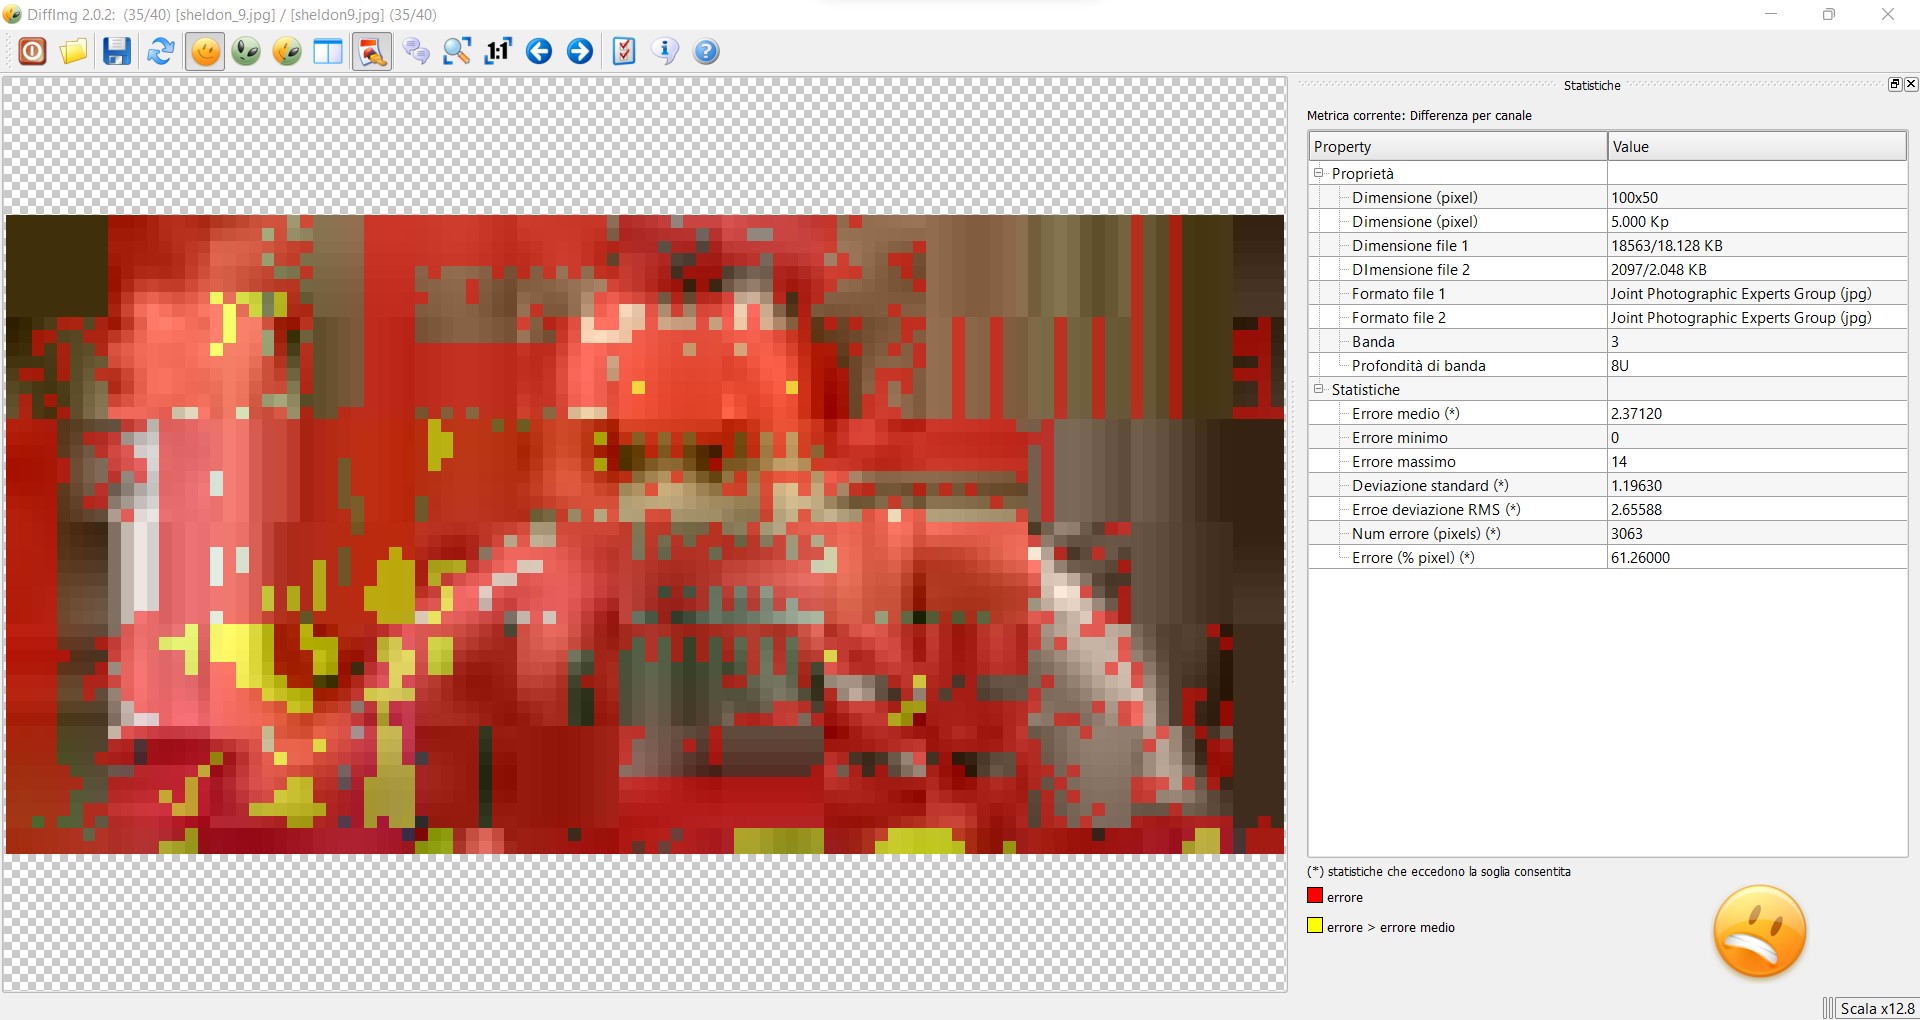 DiffImg 2.0.2: (35/40) [sheldon_9.jpg] / [sheldon9.jpg] (35/40)
1:1
Statistiche
Metrica corrente: Differenza per canale
Property Value
Proprietà
Dimensione (pixel) 100x50
Dimensione (pixel) 5.000 Kp
Dimensione file 1 18563/18.128 KB
DImensione file 2 2097/2.048 KB
Formato file 1 Joint Photographic Experts Group (jpg)
Formato file 2 Joint Photographic Experts Group (jpg)
Banda 3
Profondità di banda 8U
Statistiche
Errore medio (*) 2.37120
Errore minimo 0
Errore massimo 14
Deviazione standard (*) 1.19630
Erroe deviazione RMS (*) 2.65588
Num errore (pixels) (*) 3063
Errore (% pixel) (*) 61.26000
(*) statistiche che eccedono la soglia consentita
errore
errore > errore medio
Scala x12.8